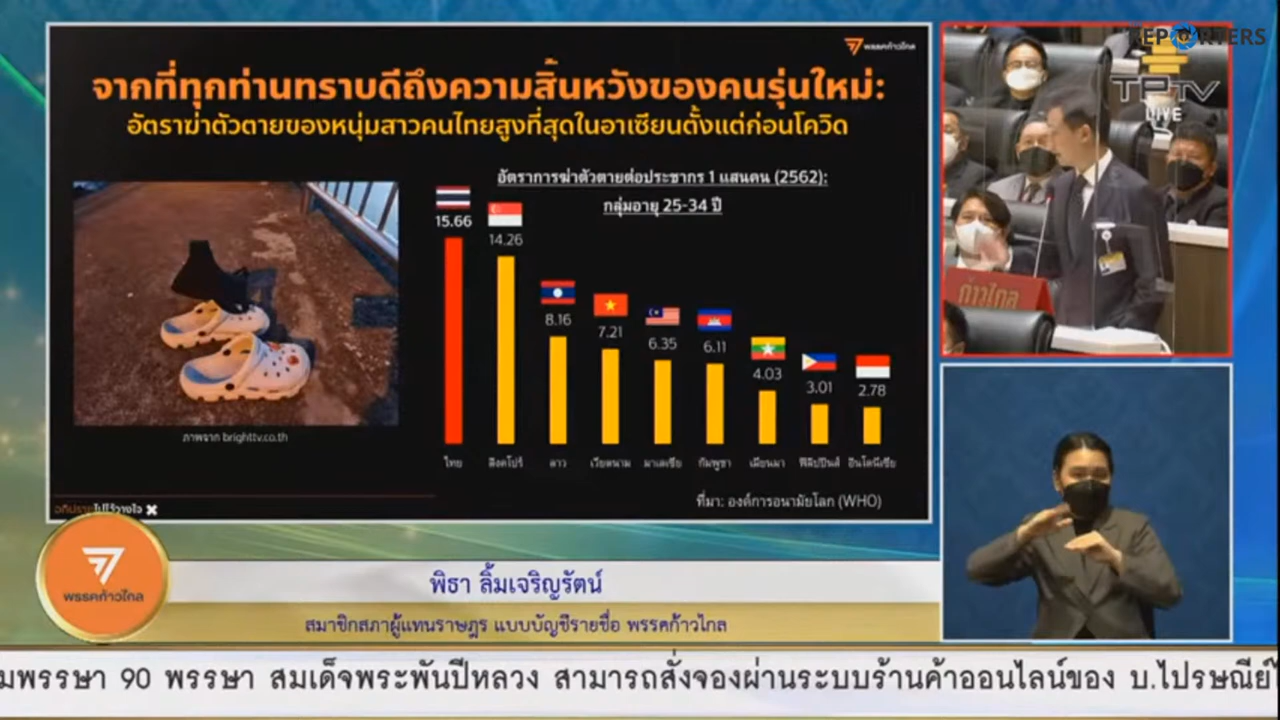 พรรคก้าวไกล
จากที่ทุกท่านทราบดีถึงความสิ้นหวังของคนรุ่นใหม่:
อัตราฆ่าตัวตายของหนุ่มสาวคนไทยสูงที่สุดในอาเซียนตั้งแต่ก่อนโควิด
อัตราการฆ่าตัวตายต่อประชากร 1 แสนคน (2562):
กลุ่มอายุ 25-34 ปี
15.66
14.26
8.16
7.21
6.35
6.11
4.03
3.01
2.78
ไทย สิงคโปร์ ลาว เวียดนาม มาเลเซีย กัมพูชา เมียนมา ฟิลิปปินส์ อินโดนีเซีย
ภาพจาก brighttv.co.th
ที่มา: องค์การอนามัยโลก (WHO)
อภิปรายไม่ไว้วางใจ
REPORTERS
TPTV
LIVE
ก้าวไกล
พรรคก้าวไกล
พิธา ลิ้มเจริญรัตน์
สมาชิกสภาผู้แทนราษฎร แบบบัญชีรายชื่อ พรรคก้าวไกล
มพรรษา 90 พรรษา สมเด็จพระพันปีหลวง สามารถสั่งจองผ่านระบบร้านค้าออนไลน์ของ บ.ไปรษณีย์